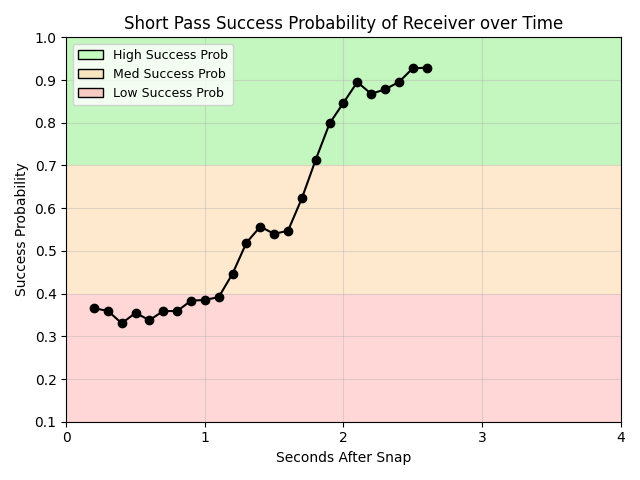 Short Pass Success Probability of Receiver over Time
High Success Prob
Med Success Prob
Low Success Prob
Success Probability
1.0
0.9
0.8
0.7
0.6
0.5
0.4
0.3
0.2
0.1
0 1 2 3 4
Seconds After Snap